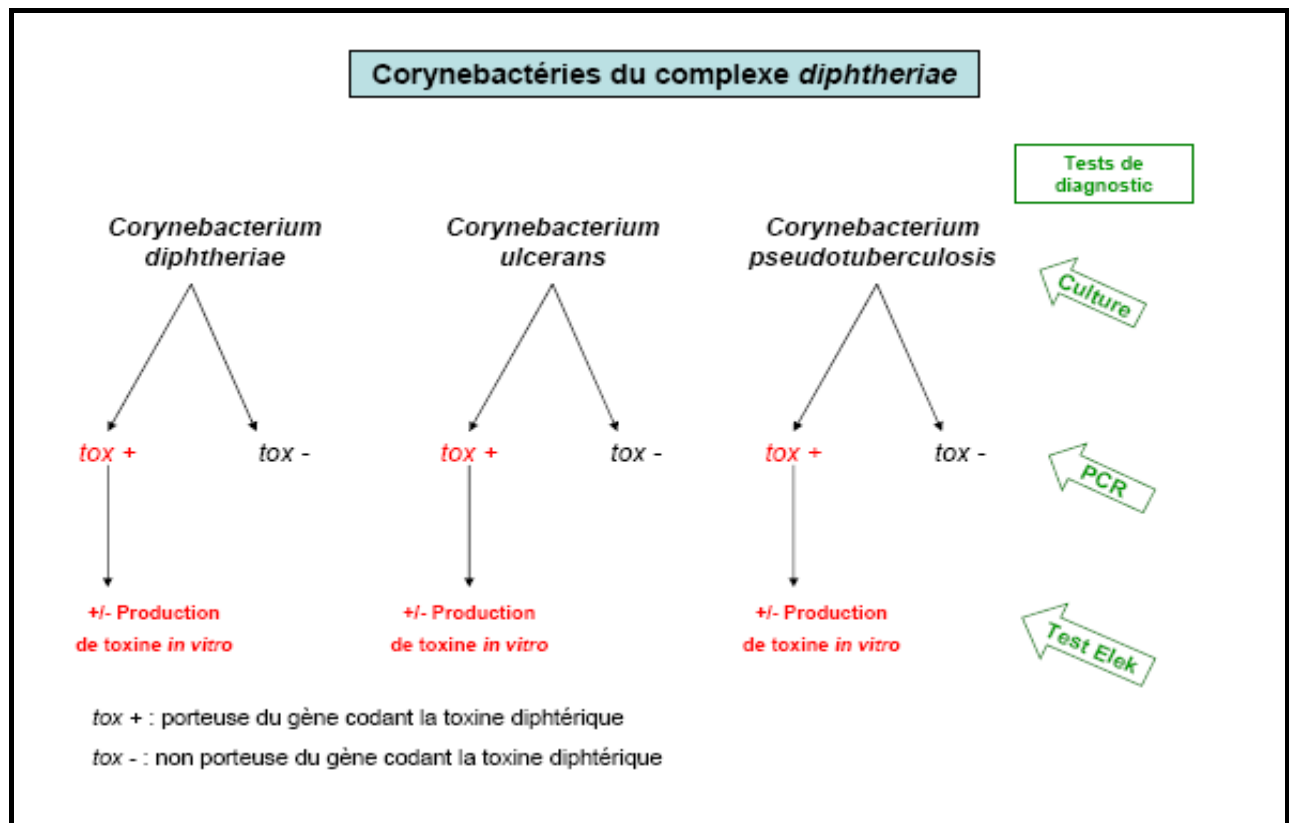 Corynebactéries du complexe diphtheriae
Tests de
diagnostic
Corynebacterium
diphtheriae
Corynebacterium
ulcerans
Corynebacterium
pseudotuberculosis
Culture
tox +
tox -
tox +
tox -
tox +
tox -
PCR
+/- Production
de toxine in vitro
+/- Production
de toxine in vitro
+/- Production
de toxine in vitro
Test Elek
tox + : porteuse du gène codant la toxine diphtérique
tox - : non porteuse du gène codant la toxine diphtérique